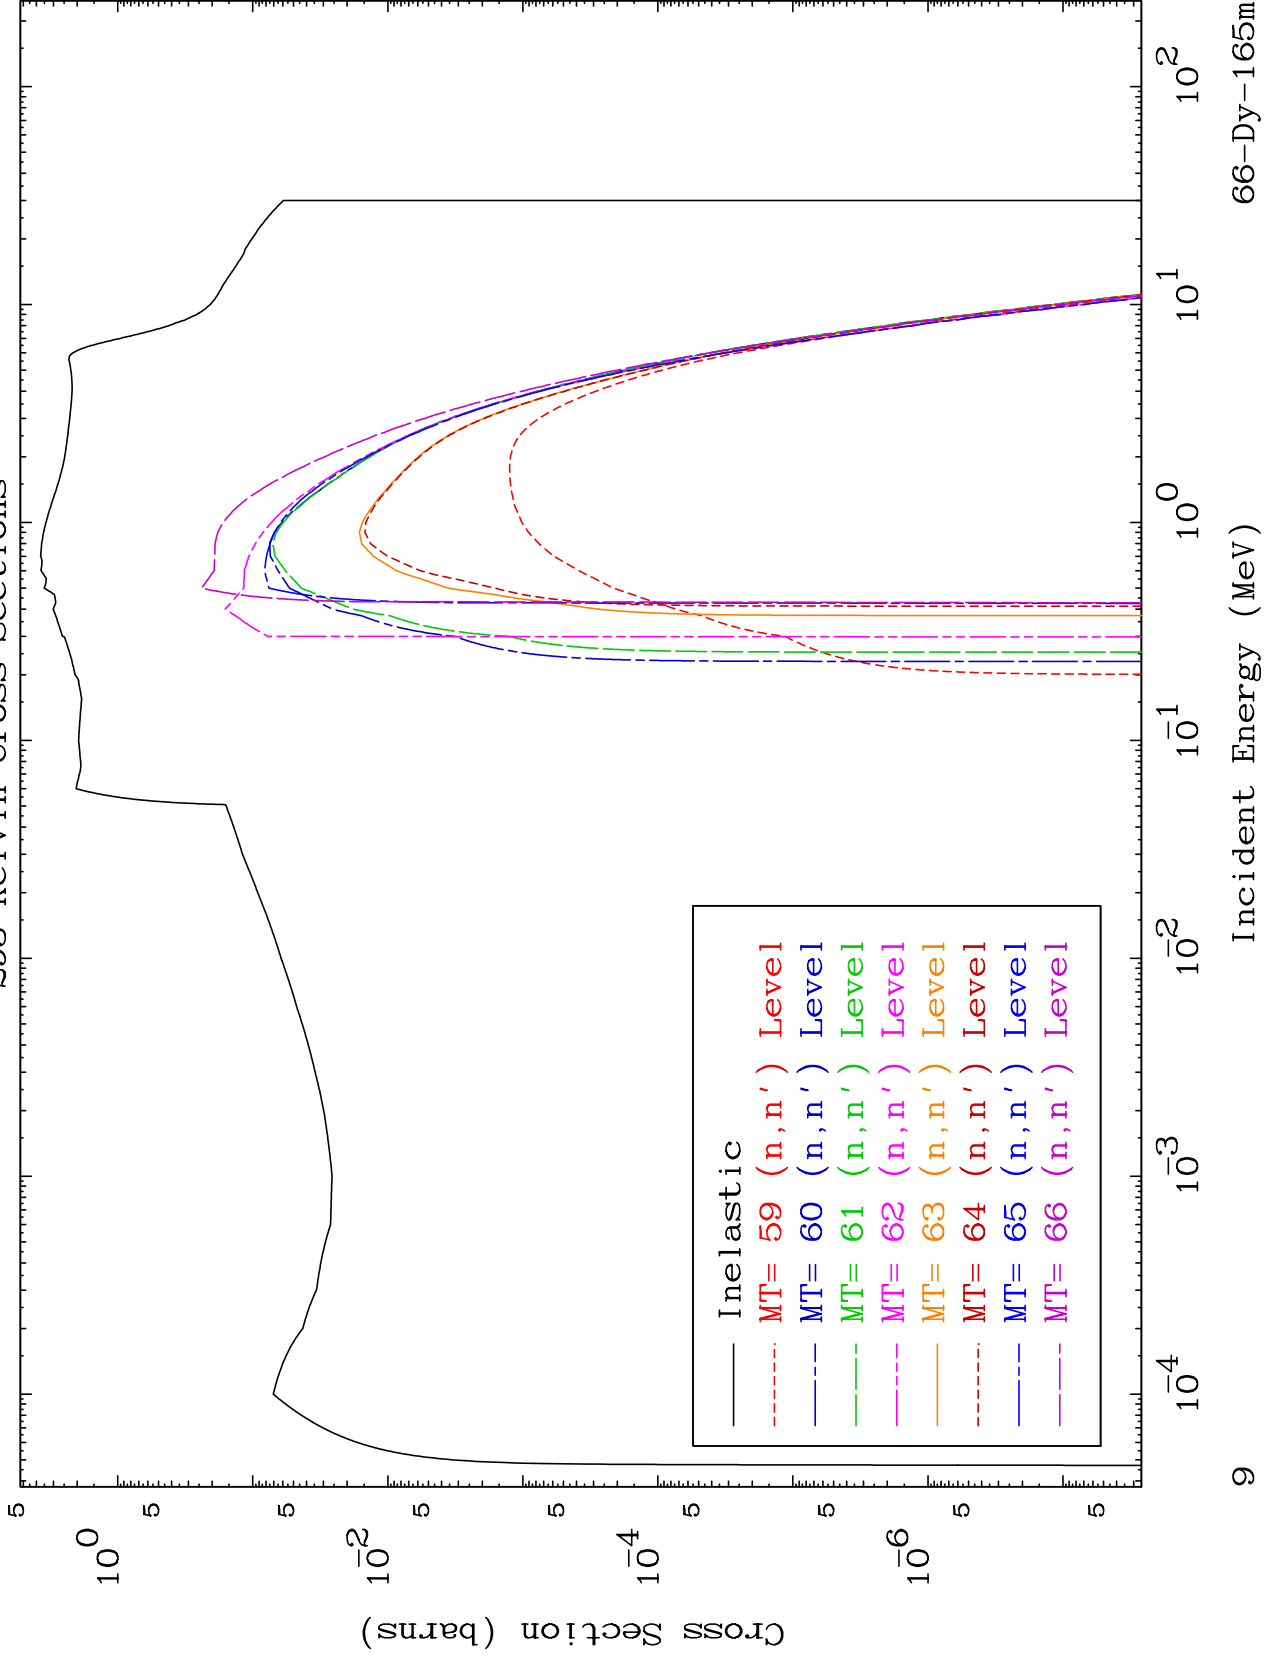 Cross Sections
Cross Section (barns)
5
10^0
5
5
10^-2
5
5
10^-4
5
5
10^-6
5
5
Inelastic
MT= 59 (n,n') Level
MT= 60 (n,n') Level
MT= 61 (n,n') Level
MT= 62 (n,n') Level
MT= 63 (n,n') Level
MT= 64 (n,n') Level
MT= 65 (n,n') Level
MT= 66 (n,n') Level
10^-4
10^-3
10^-2
10^-1
10^0
10^1
10^2
9
Incident Energy (MeV)
66-Dy-165m